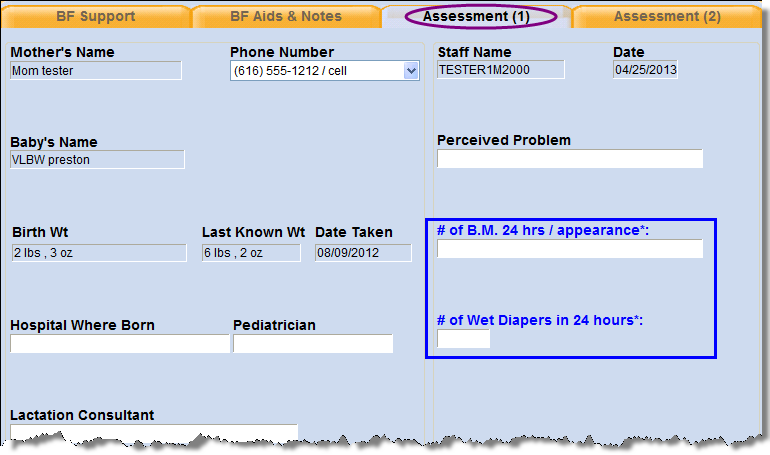 BF Support BF Aids & Notes Assessment (1) Assessment (2)
Mother's Name Phone Number Staff Name Date
Mom tester (616) 555-1212 / cell TESTER1M2000 04/25/2013
Baby's Name Perceived Problem
VLBW preston
Birth Wt Last Known Wt Date Taken # of B.M. 24 hrs / appearance*:
2 lbs , 3 oz 6 lbs , 2 oz 08/09/2012
Hospital Where Born Pediatrician # of Wet Diapers in 24 hours*:
Lactation Consultant